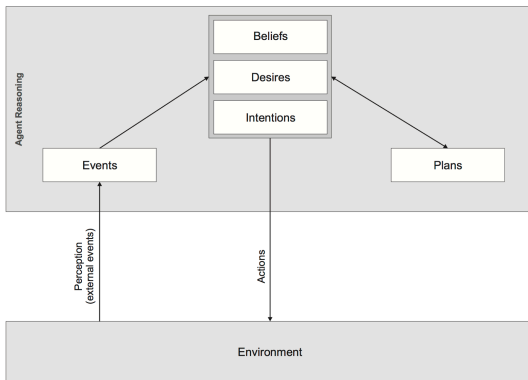 Beliefs
Desires
Intentions
Agent Reasoning
Events
Plans
Perception
(external events)
Actions
Environment